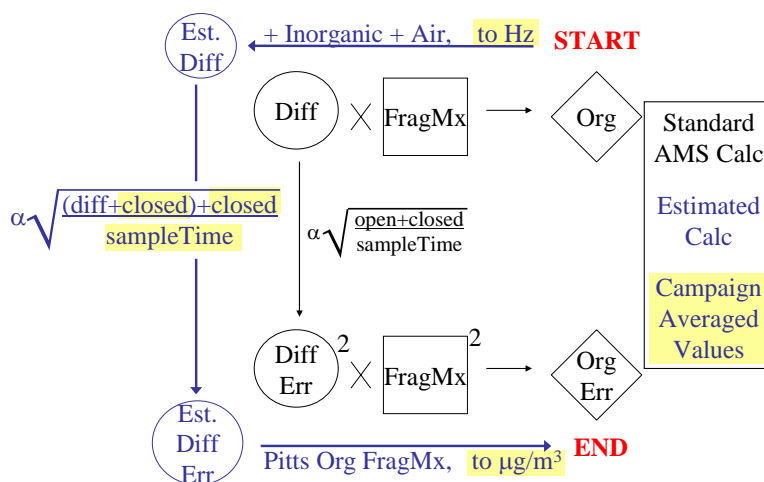 Est.
Diff
+ Inorganic + Air, to Hz
START
Diff
FragMx
Org
Standard
AMS Calc
Estimated
Calc
Campaign
Averaged
Values
α√(diff+closed)+closed
sampleTime
α√open+closed
sampleTime
Diff
Err
2
FragMx
2
Org
Err
Est.
Diff
Err
Pitts Org FragMx, to μg/m³
END